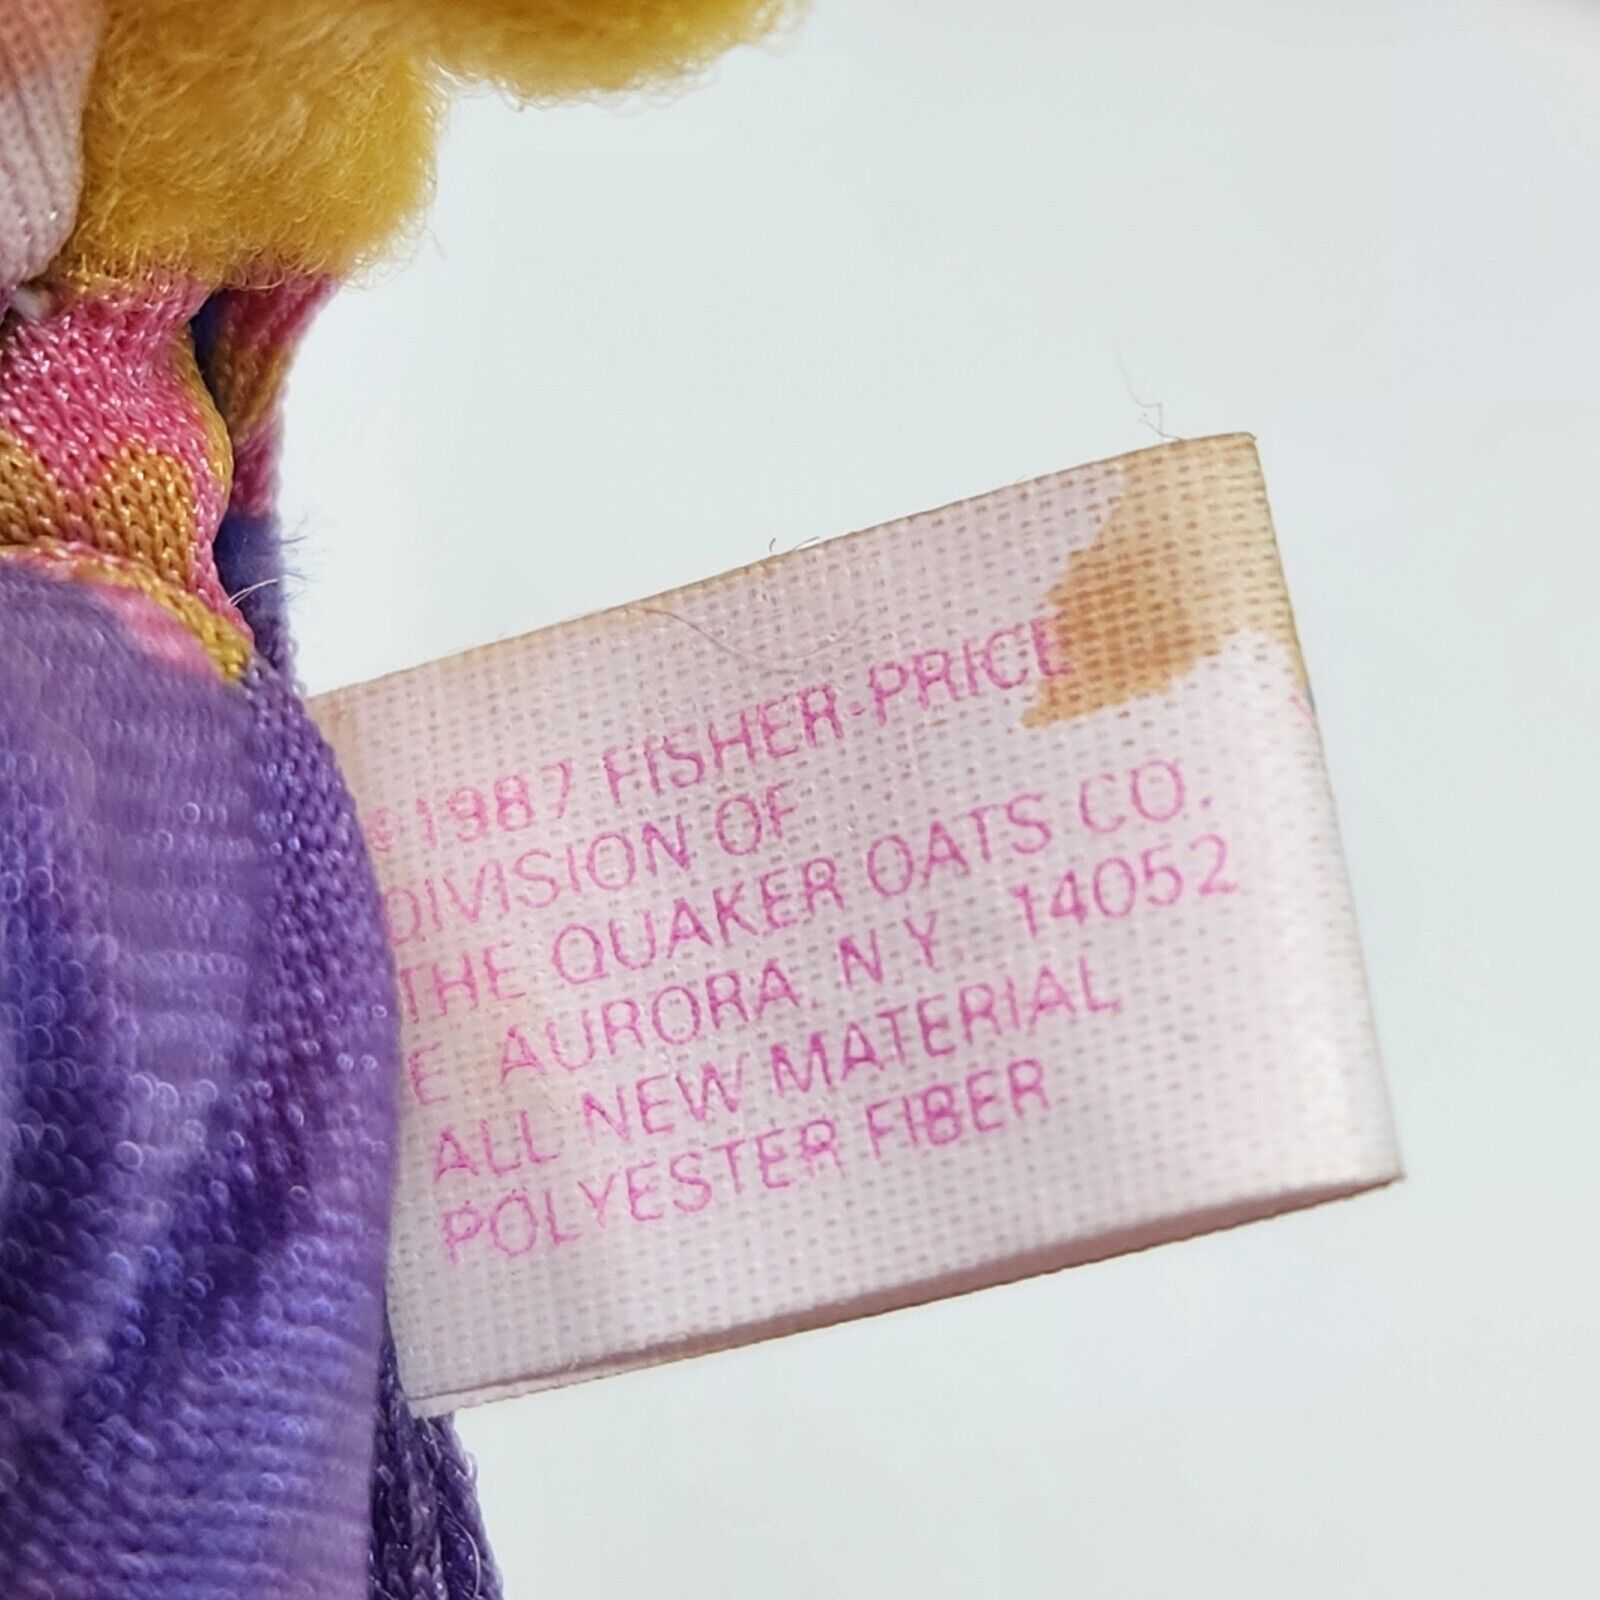 © 1987 FISHER-PRICE
DIVISION OF
THE QUAKER OATS CO.
E. AURORA, N.Y. 14052
ALL NEW MATERIAL
POLYESTER FIBER